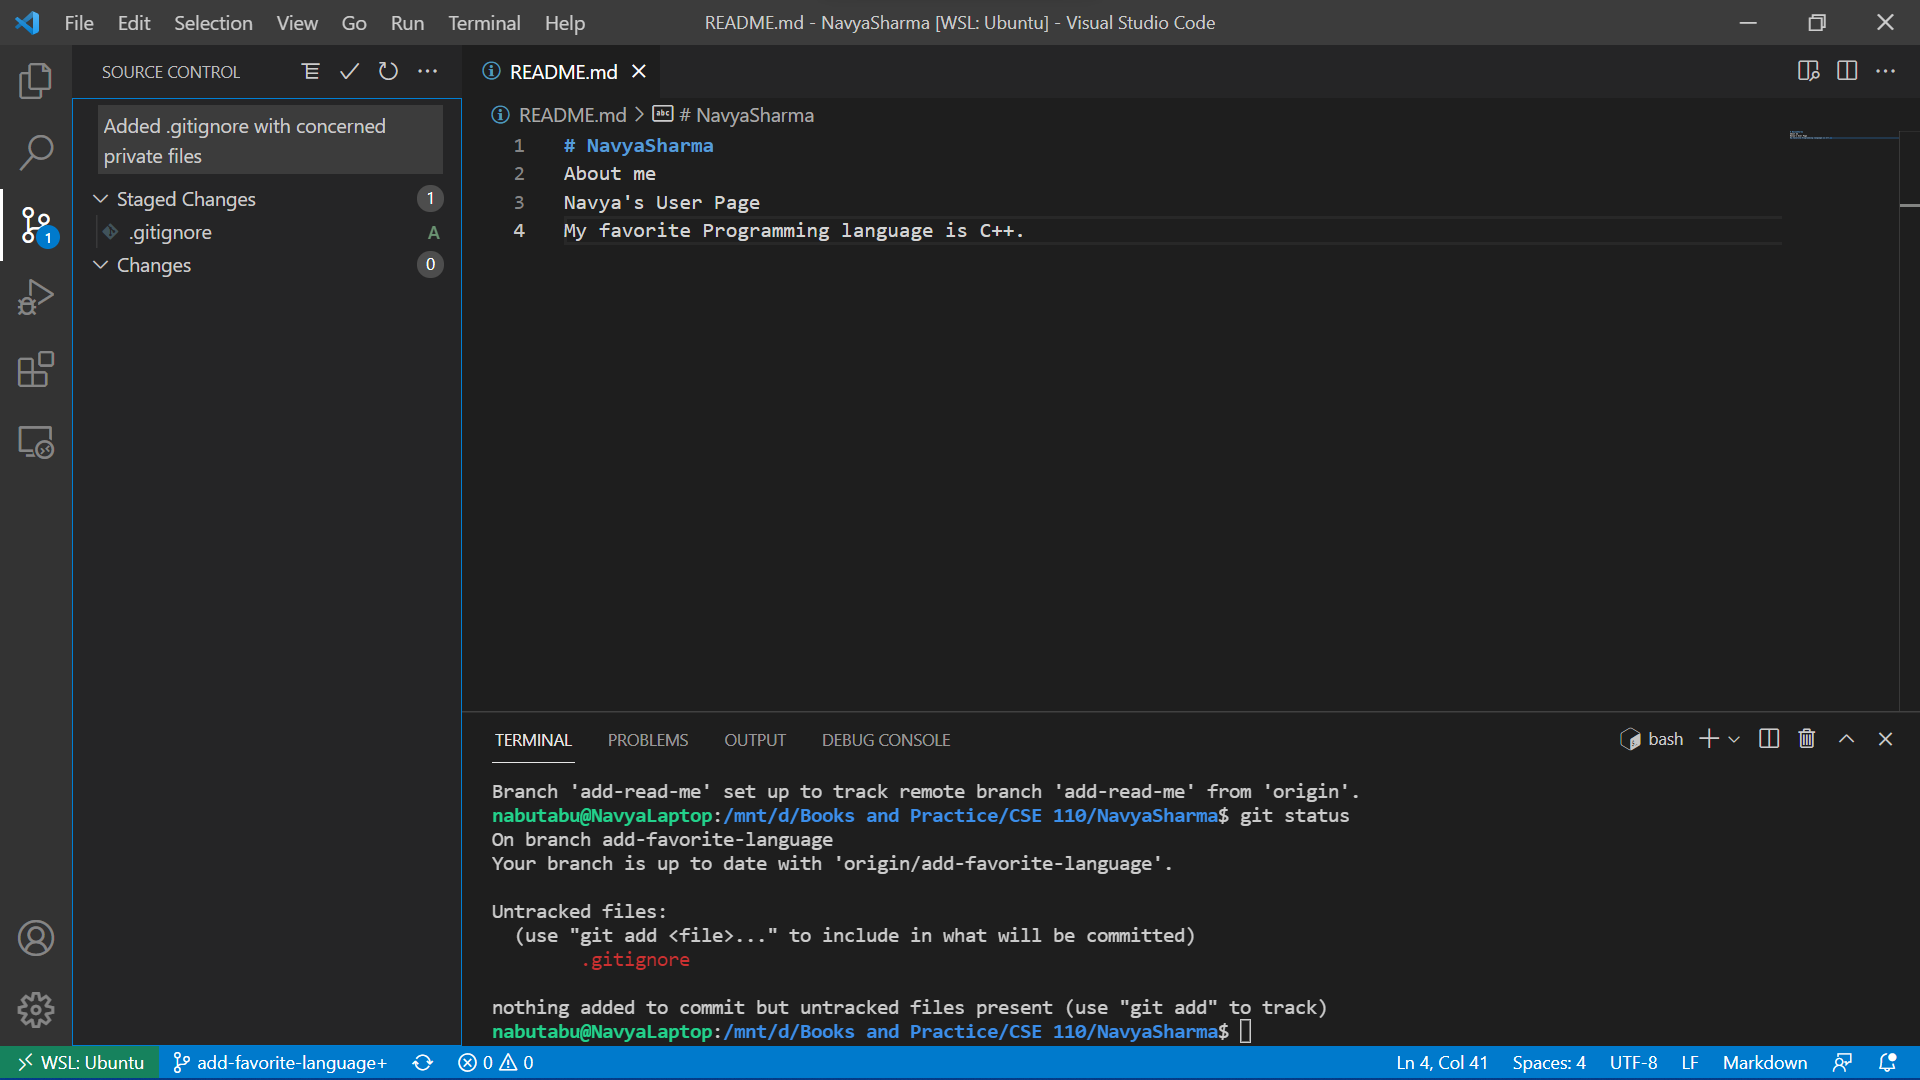 File Edit Selection View Go Run Terminal Help
README.md - NavyaSharma [WSL: Ubuntu] - Visual Studio Code
SOURCE CONTROL
README.md
Added .gitignore with concerned
private files
Staged Changes 1
.gitignore A
Changes 0
1
README.md > abc # NavyaSharma
1 # NavyaSharma
2 About me
3 Navya's User Page
4 My favorite Programming language is C++.
TERMINAL PROBLEMS OUTPUT DEBUG CONSOLE
bash
Branch 'add-read-me' set up to track remote branch 'add-read-me' from 'origin'.
nabutabu@NavyaLaptop:/mnt/d/Books and Practice/CSE 110/NavyaSharma$ git status
On branch add-favorite-language
Your branch is up to date with 'origin/add-favorite-language'.
Untracked files:
(use "git add <file>..." to include in what will be committed)
.gitignore
nothing added to commit but untracked files present (use "git add" to track)
nabutabu@NavyaLaptop:/mnt/d/Books and Practice/CSE 110/NavyaSharma$
WSL: Ubuntu add-favorite-language+ 0 0 Ln 4, Col 41 Spaces: 4 UTF-8 LF Markdown